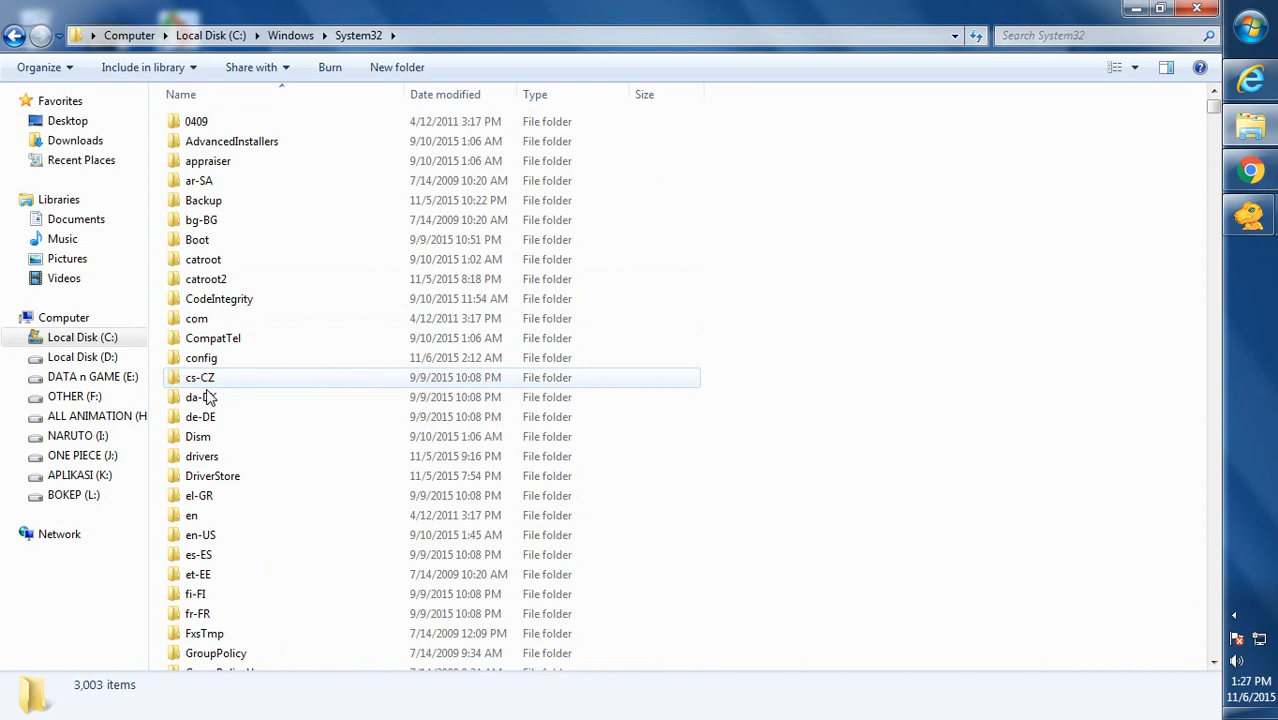 Computer Local Disk (C:) Windows System32
Search System32
Organize Include in library Share with Burn New folder
Name Date modified Type Size
Favorites
Desktop
Downloads
Recent Places
Libraries
Documents
Music
Pictures
Videos
Computer
Local Disk (C:)
Local Disk (D:)
DATA n GAME (E:)
OTHER (F:)
ALL ANIMATION (H
NARUTO (I:)
ONE PIECE (J:)
APLIKASI (K:)
BOKEP (L:)
Network
0409 4/12/2011 3:17 PM File folder
AdvancedInstallers 9/10/2015 1:06 AM File folder
appraiser 9/10/2015 1:06 AM File folder
ar-SA 7/14/2009 10:20 AM File folder
Backup 11/5/2015 10:22 PM File folder
bg-BG 7/14/2009 10:20 AM File folder
Boot 9/9/2015 10:51 PM File folder
catroot 9/10/2015 1:02 AM File folder
catroot2 11/5/2015 8:18 PM File folder
CodeIntegrity 9/10/2015 11:54 AM File folder
com 4/12/2011 3:17 PM File folder
CompatTel 9/10/2015 1:06 AM File folder
config 11/6/2015 2:12 AM File folder
cs-CZ 9/9/2015 10:08 PM File folder
9/9/2015 10:08 PM File folder
de-DE 9/9/2015 10:08 PM File folder
Dism 9/10/2015 1:06 AM File folder
drivers 11/5/2015 9:16 PM File folder
DriverStore 11/5/2015 7:54 PM File folder
el-GR 9/9/2015 10:08 PM File folder
en 4/12/2011 3:17 PM File folder
en-US 9/10/2015 1:45 AM File folder
es-ES 9/9/2015 10:08 PM File folder
et-EE 7/14/2009 10:20 AM File folder
fi-FI 9/9/2015 10:08 PM File folder
fr-FR 9/9/2015 10:08 PM File folder
FxsTmp 7/14/2009 12:09 PM File folder
GroupPolicy 7/14/2009 9:34 AM File folder
3,003 items
1:27 PM
11/6/2015